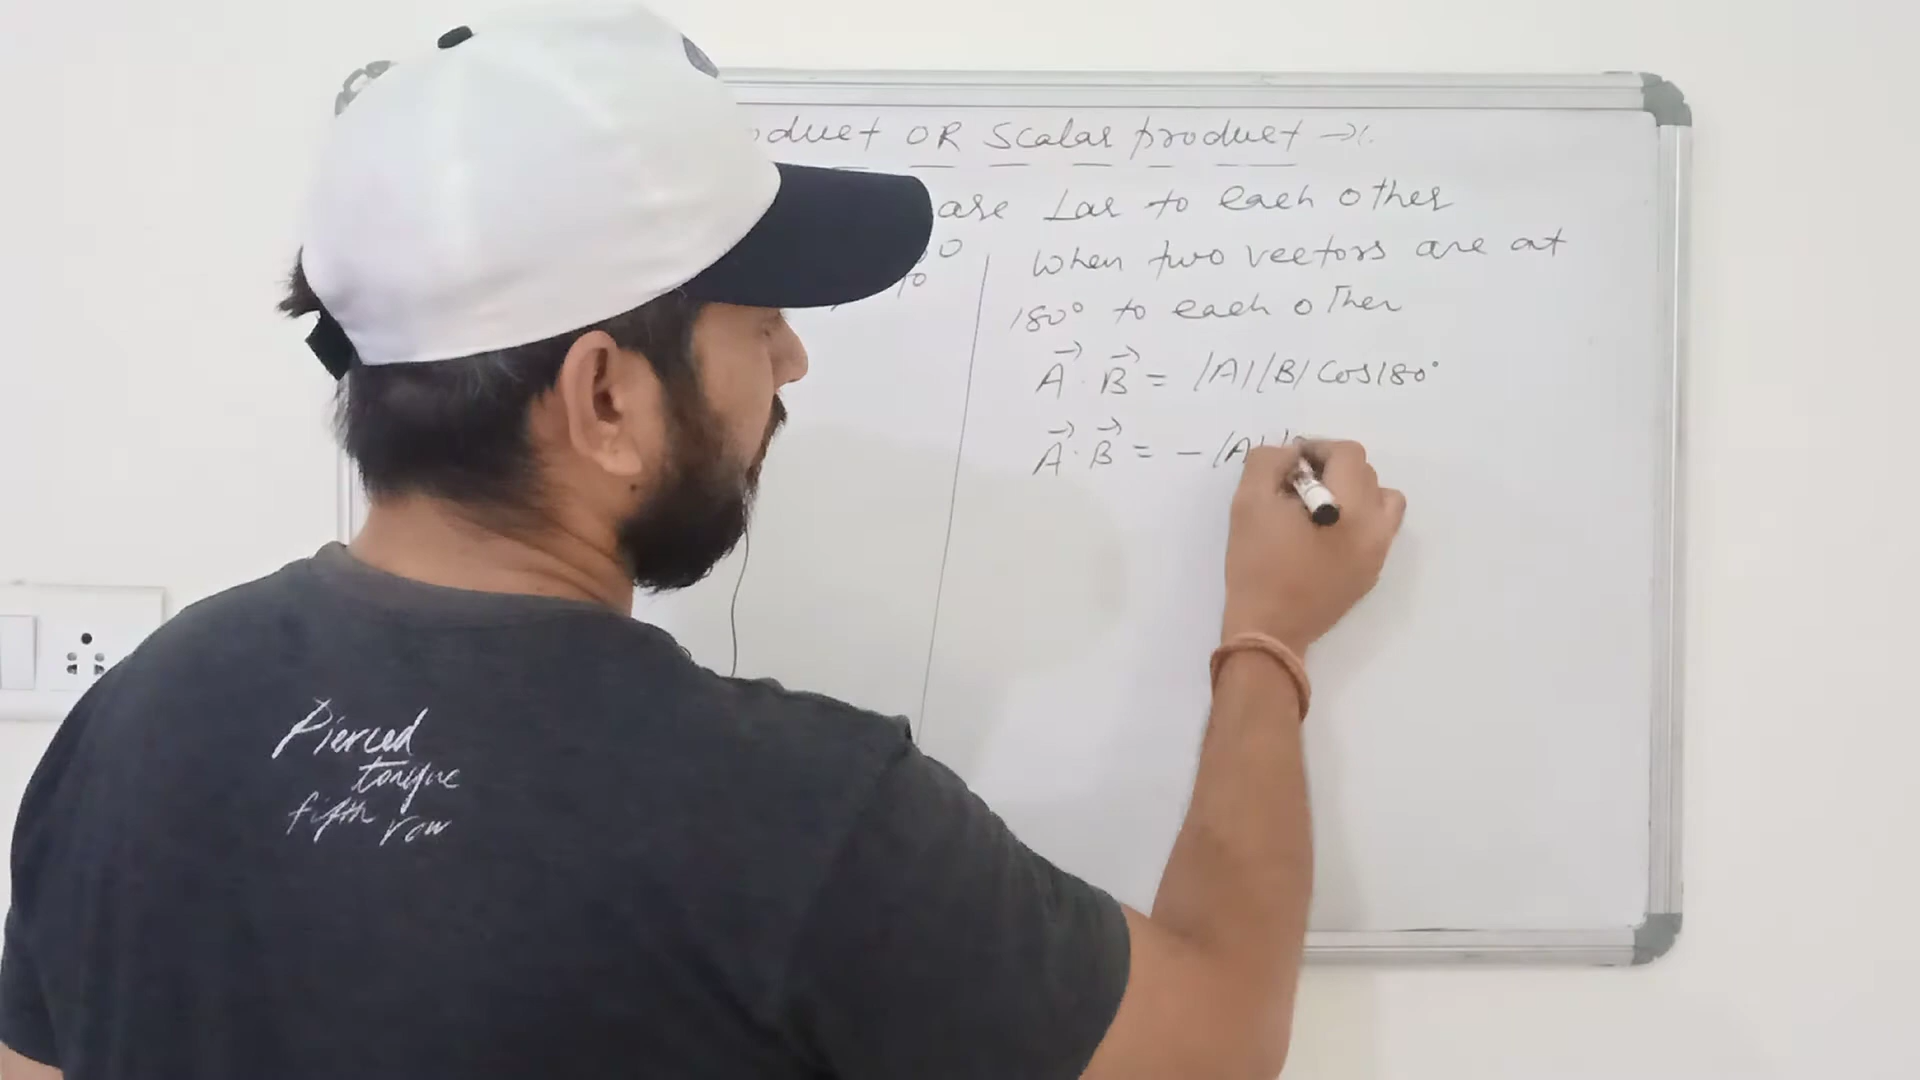 oduct OR Scalar product →:
are ⊥ar to each other
When two vectors are at
180° to each other
A⃗ · B⃗ = |A||B| Cos180°
A⃗ · B⃗ = - |A|
Pierced
tongue
fifth row